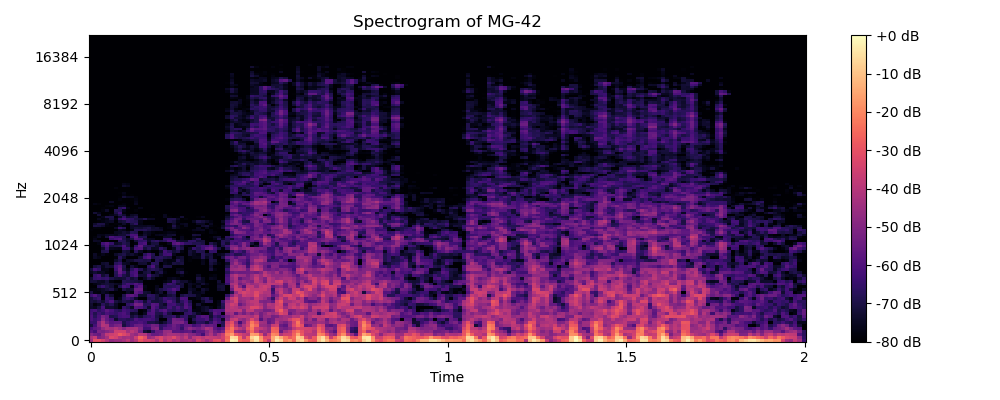 Spectrogram of MG-42
Hz
16384
8192
4096
2048
1024
512
0
0 0.5 1 1.5 2
Time
+0 dB
-10 dB
-20 dB
-30 dB
-40 dB
-50 dB
-60 dB
-70 dB
-80 dB